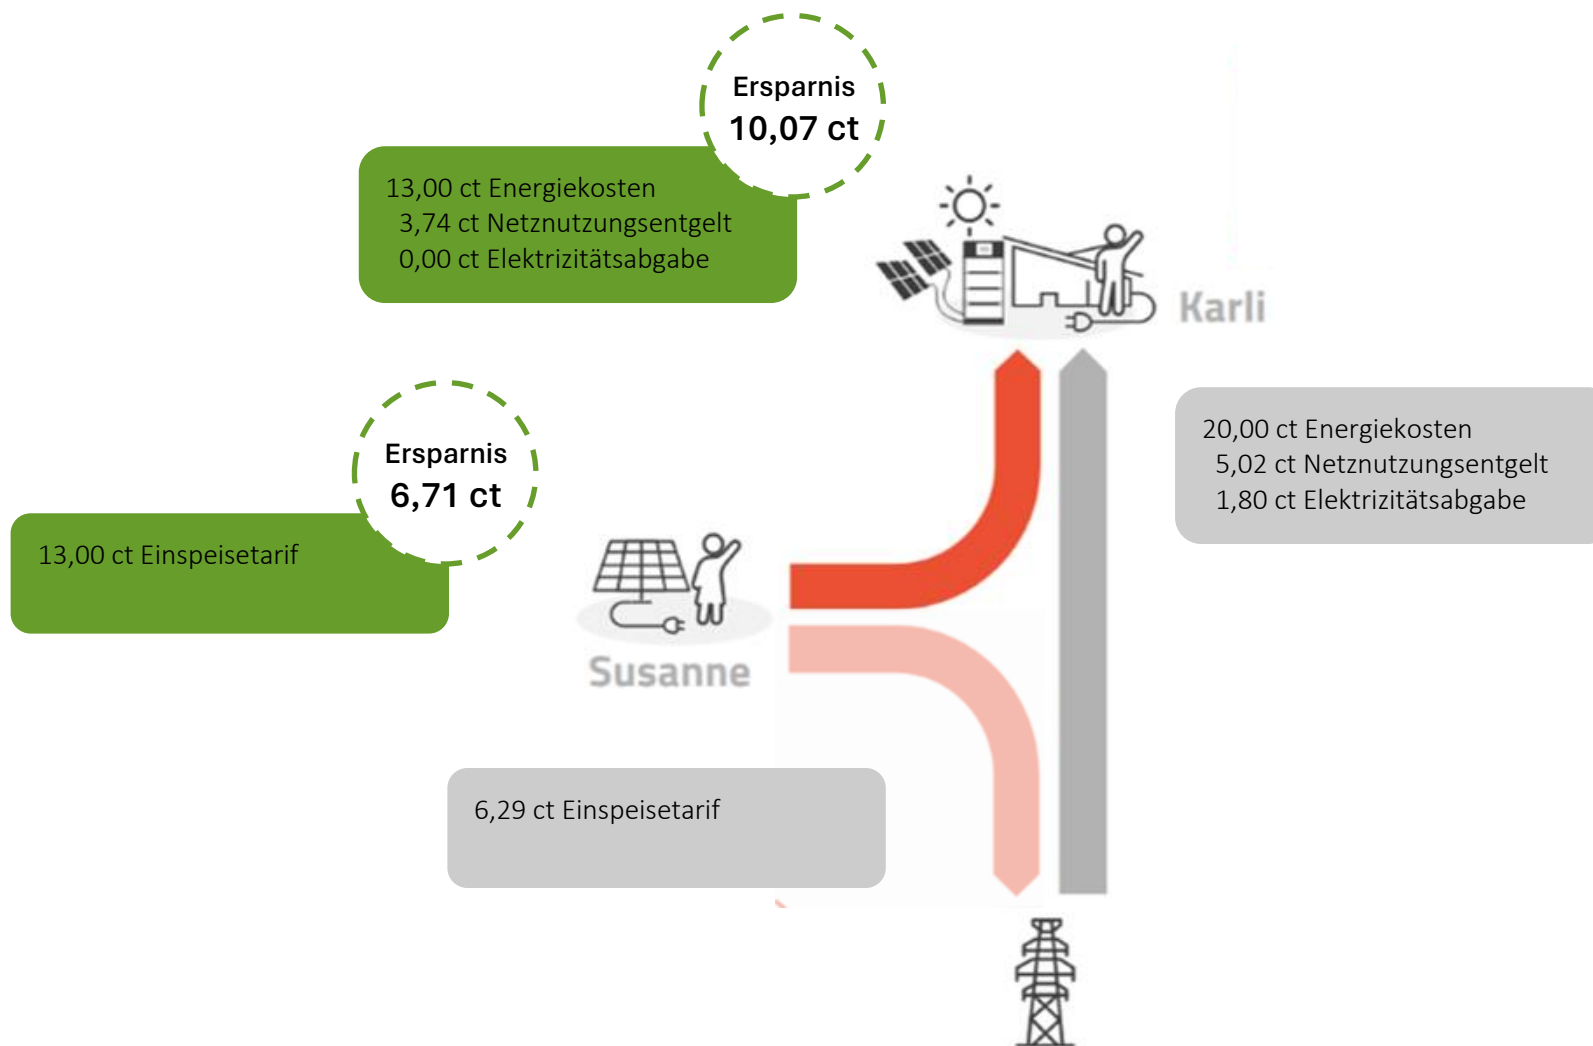 Ersparnis
10,07 ct
13,00 ct Energiekosten
3,74 ct Netznutzungsentgelt
0,00 ct Elektrizitätsabgabe
Karli
20,00 ct Energiekosten
5,02 ct Netznutzungsentgelt
1,80 ct Elektrizitätsabgabe
Ersparnis
6,71 ct
13,00 ct Einspeisetarif
Susanne
6,29 ct Einspeisetarif